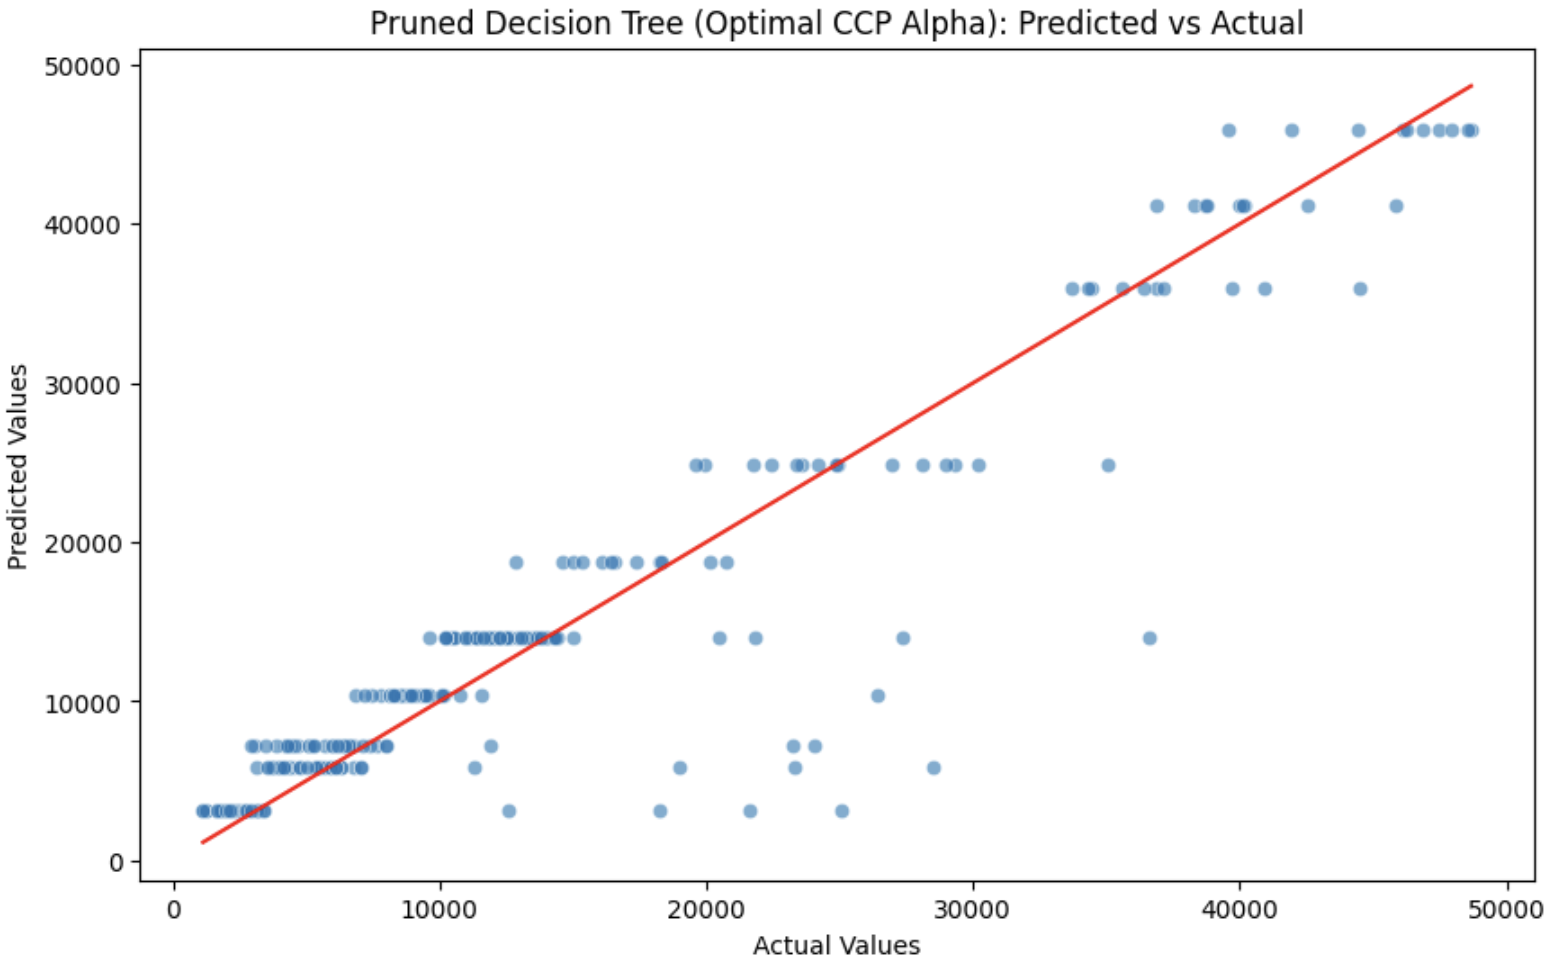 Pruned Decision Tree (Optimal CCP Alpha): Predicted vs Actual
50000
40000
30000
20000
10000
0
Predicted Values
0 10000 20000 30000 40000 50000
Actual Values